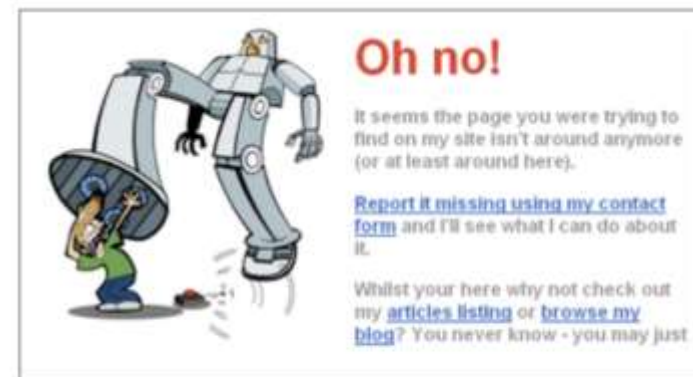 Oh no!
It seems the page you were trying to
find on my site isn't around anymore
(or at least around here).
Report it missing using my contact
form and I'll see what I can do about
it.
Whilst your here why not check out
my articles listing or browse my
blog? You never know - you may just